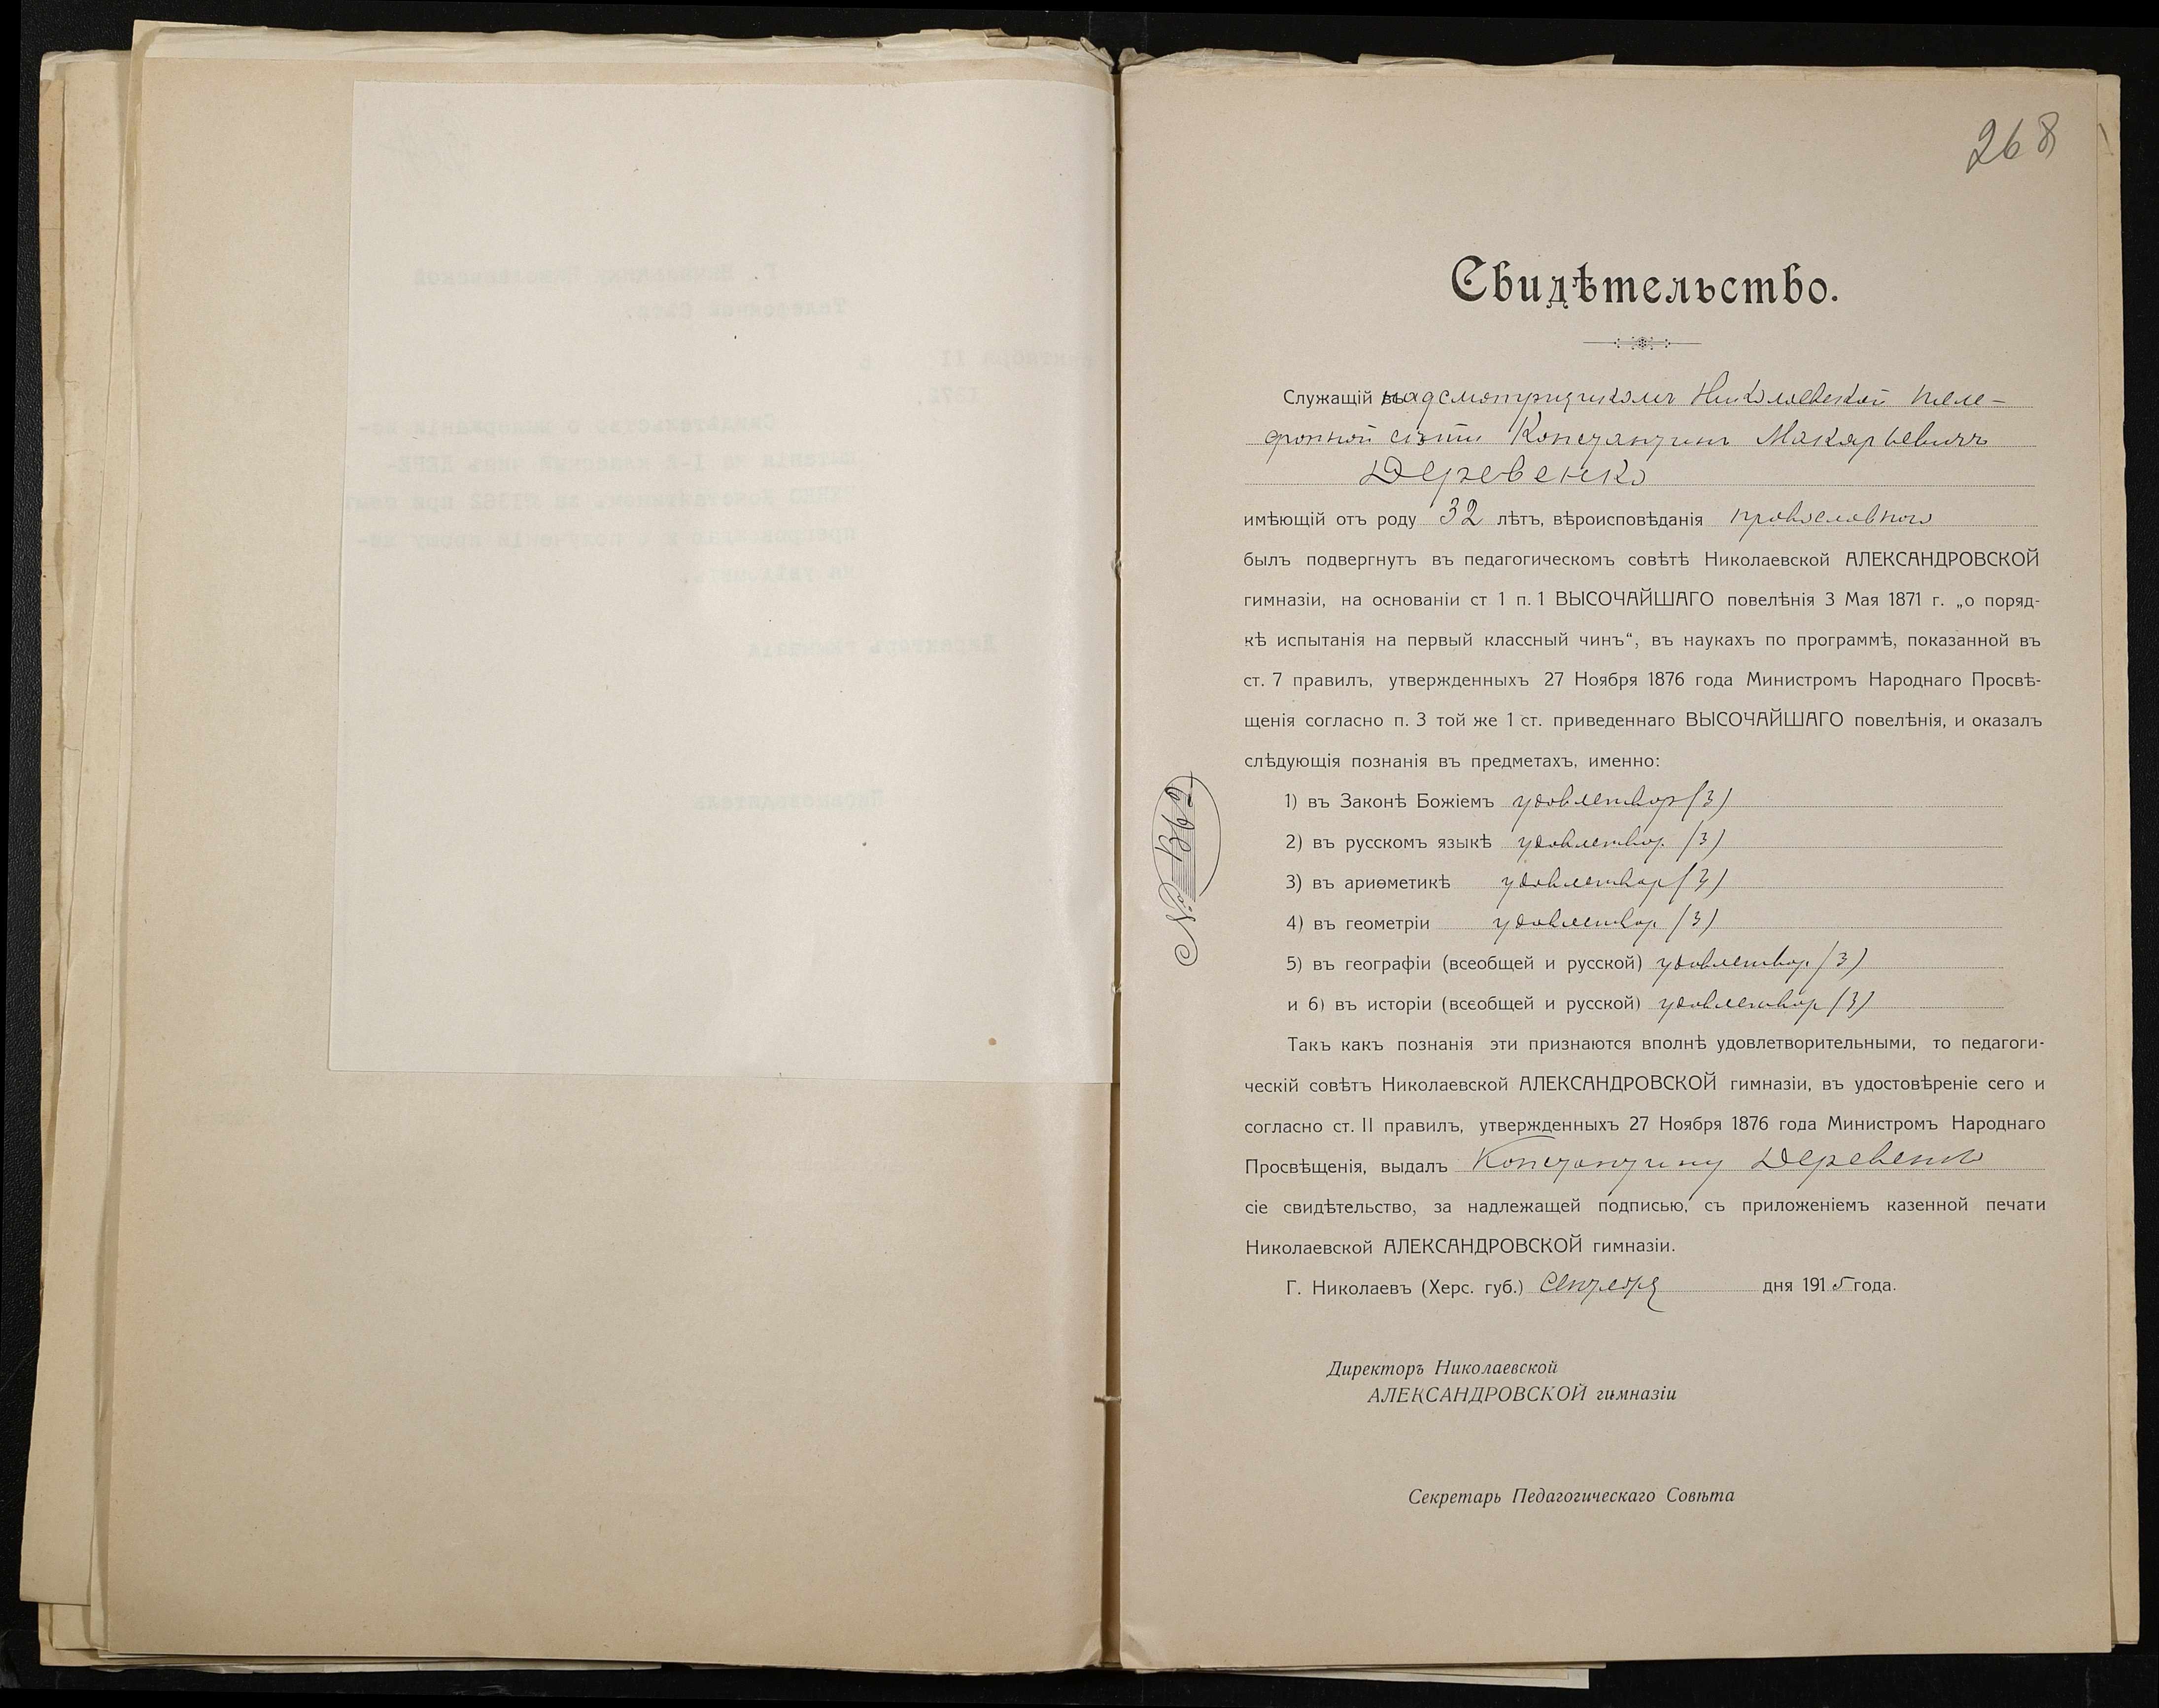 268
Свидѣтельство.
Служащій надсмотрщикомъ Николаевской теле-
фонной сѣти Константинъ Макарьевичъ
Деревенко
имѣющій отъ роду 32 лѣтъ, вѣроисповѣданія православнаго
былъ подвергнутъ въ педагогическомъ совѣтѣ Николаевской АЛЕКСАНДРОВСКОЙ
гимназіи, на основаніи ст 1 п. 1 ВЫСОЧАЙШАГО повелѣнія 3 Мая 1871 г. „о поряд-
кѣ испытанія на первый классный чинъ“, въ наукахъ по программѣ, показанной въ
ст. 7 правилъ, утвержденныхъ 27 Ноября 1876 года Министромъ Народнаго Просвѣ-
щенія согласно п. 3 той же 1 ст. приведеннаго ВЫСОЧАЙШАГО повелѣнія, и оказалъ
слѣдующія познанія въ предметахъ, именно:
1) въ Законѣ Божіемъ удовлетвор (3)
2) въ русскомъ языкѣ удовлетвор. (3)
3) въ ариѳметикѣ удовлетвор (3)
4) въ геометріи удовлетвор. (3)
5) въ географіи (всеобщей и русской) удовлетвор. (3)
и 6) въ исторіи (всеобщей и русской) удовлетвор (3)
Такъ какъ познанія эти признаются вполнѣ удовлетворительными, то педагоги-
ческій совѣтъ Николаевской АЛЕКСАНДРОВСКОЙ гимназіи, въ удостовѣреніе сего и
согласно ст. II правилъ, утвержденныхъ 27 Ноября 1876 года Министромъ Народнаго
Просвѣщенія, выдалъ Константину Деревенко
сіе свидѣтельство, за надлежащей подписью, съ приложеніемъ казенной печати
Николаевской АЛЕКСАНДРОВСКОЙ гимназіи.
Г. Николаевъ (Херс. губ.) Сентября дня 1915 года.
Директоръ Николаевской
АЛЕКСАНДРОВСКОЙ гимназіи
Секретарь Педагогическаго Совѣта
№ 1362